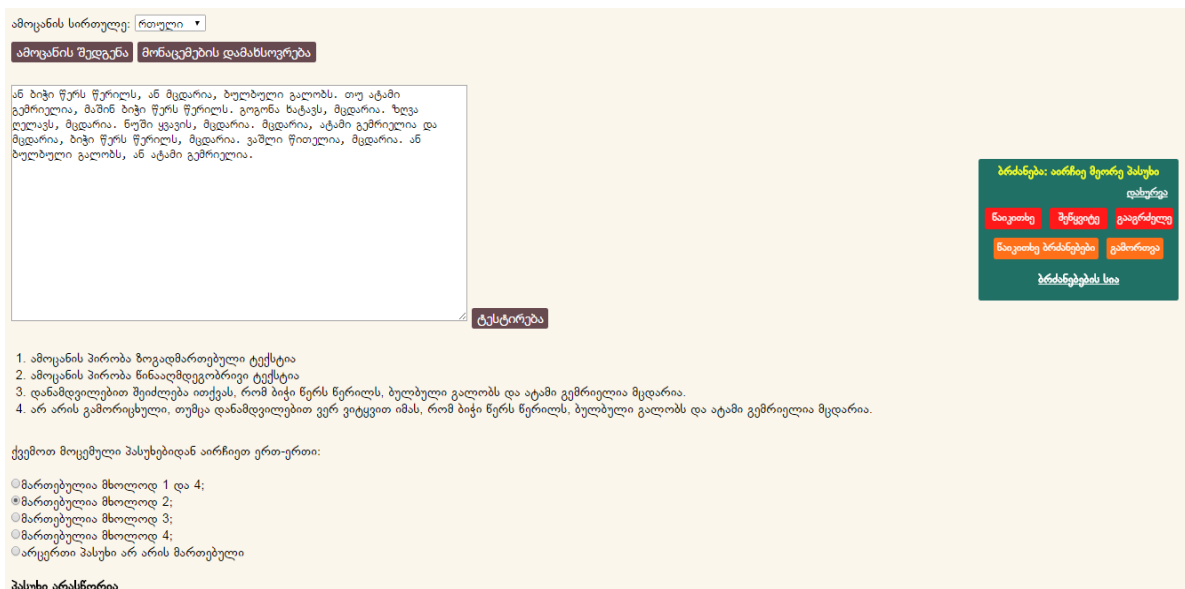 ამოცანის სირთულე: რთული
ამოცანის შედგენა მონაცემების დამახსოვრება
ან ბიჭი წერს წერილს, ან მცდარია, ბულბული გალობს. თუ ატამი
გემრიელია, მაშინ ბიჭი წერს წერილს. გოგონა ხატავს, მცდარია. ზღვა
ღელავს, მცდარია. ნუში ყვავის, მცდარია. მცდარია, ატამი გემრიელია და
მცდარია, ბიჭი წერს წერილს, მცდარია. ვაშლი წითელია, მცდარია. ან
ბულბული გალობს, ან ატამი გემრიელია.
ტესტირება
ბრძანება: აირჩიე მეორე პასუხი
დახურვა
წაიკითხე შეწყვიტე გააგრძელე
წაიკითხე ბრძანებები გამორთვა
ბრძანებების სია
1. ამოცანის პირობა ზოგადმართებული ტექსტია
2. ამოცანის პირობა წინააღმდეგობრივი ტექსტია
3. დანამდვილებით შეიძლება ითქვას, რომ ბიჭი წერს წერილს, ბულბული გალობს და ატამი გემრიელია მცდარია.
4. არ არის გამორიცხული, თუმცა დანამდვილებით ვერ ვიტყვით იმას, რომ ბიჭი წერს წერილს, ბულბული გალობს და ატამი გემრიელია მცდარია.
ქვემოთ მოცემული პასუხებიდან აირჩიეთ ერთ-ერთი:
მართებულია მხოლოდ 1 და 4;
მართებულია მხოლოდ 2;
მართებულია მხოლოდ 3;
მართებულია მხოლოდ 4;
არცერთი პასუხი არ არის მართებული
პასუხი არასწორია